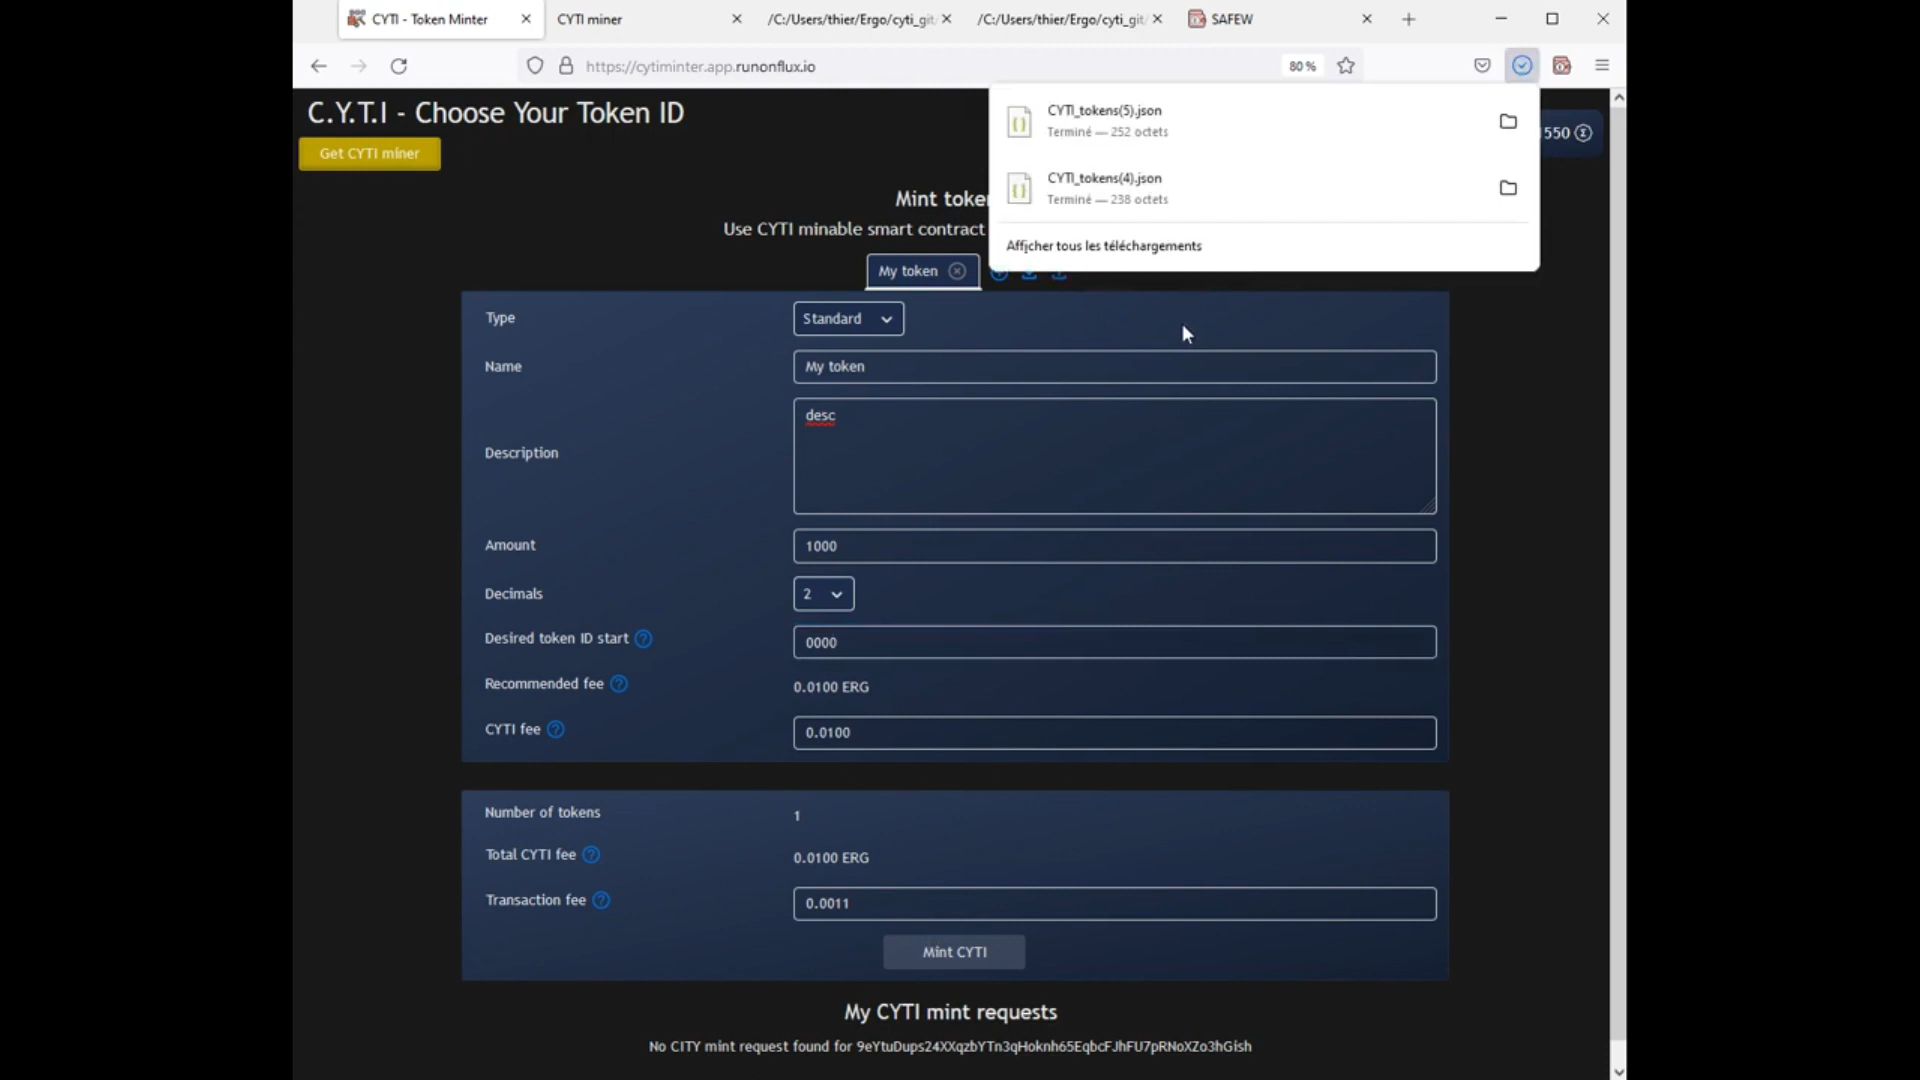 CYTI - Token Minter
CYTI miner
/C:/Users/thier/Ergo/cyti_git/
/C:/Users/thier/Ergo/cyti_git/
SAFEW
https://cytiminter.app.runonflux.io
80 %
C.Y.T.I - Choose Your Token ID
CYTI_tokens(5).json
Terminé — 252 octets
550
Get CYTI miner
CYTI_tokens(4).json
Terminé — 238 octets
Mint toke
Use CYTI minable smart contract
Afficher tous les téléchargements
My token
Type
Standard
Name
My token
Description
desc
Amount
1000
Decimals
2
Desired token ID start
0000
Recommended fee
0.0100 ERG
CYTI fee
0.0100
Number of tokens
1
Total CYTI fee
0.0100 ERG
Transaction fee
0.0011
Mint CYTI
My CYTI mint requests
No CITY mint request found for 9eYtuDups24XXqzbYTn3qHoknh65EqbcFJhFU7pRNoXZo3hGish